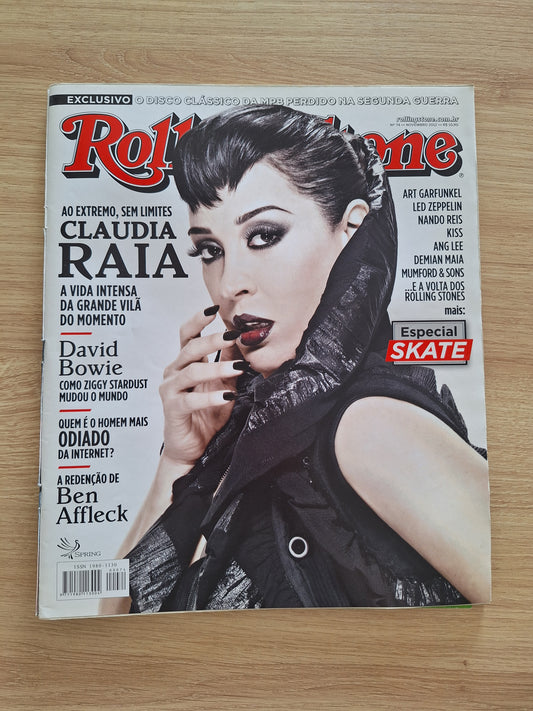 EXCLUSIVO O DISCO CLÁSSICO DA MPB PERDIDO NA SEGUNDA GUERRA
Rolling Stone
rollingstone.com.br
AO EXTREMO, SEM LIMITES
CLAUDIA
RAIA
A VIDA INTENSA
DA GRANDE VILÃ
DO MOMENTO
David
Bowie
COMO ZIGGY STARDUST
MUDOU O MUNDO
QUEM É O HOMEM MAIS
ODIADO
DA INTERNET?
A REDENÇÃO DE
Ben
Affleck
SPRING
ISSN 1980-3130
ART GARFUNKEL
LED ZEPPELIN
NANDO REIS
KISS
ANG LEE
DEMIAN MAIA
MUMFORD & SONS
...E A VOLTA DOS
ROLLING STONES
mais:
Especial
SKATE